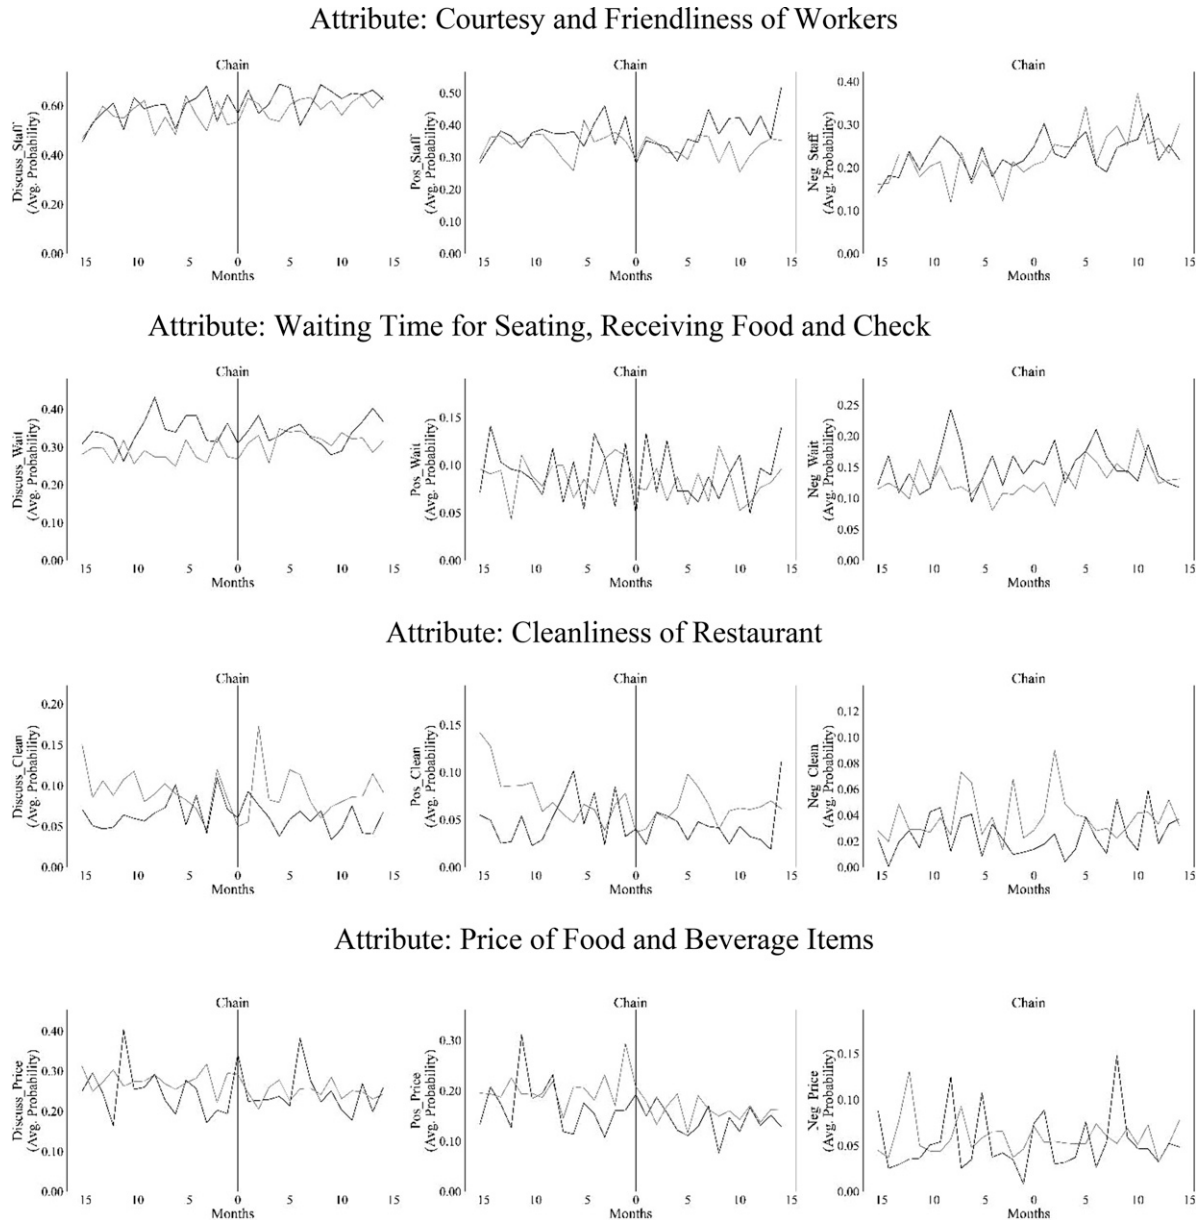 Attribute: Courtesy and Friendliness of Workers
Chain
Discuss_Staff
(Avg. Probability)
0.60
0.40
0.20
0.00
15 10 5 0 5 10 15
Months
Chain
Pos_Staff
(Avg. Probability)
0.50
0.40
0.30
0.20
0.10
0.00
15 10 5 0 5 10 15
Months
Chain
Neg_Staff
(Avg. Probability)
0.40
0.30
0.20
0.10
0.00
15 10 5 0 5 10 15
Months
Attribute: Waiting Time for Seating, Receiving Food and Check
Chain
Discuss_Wait
(Avg. Probability)
0.40
0.30
0.20
0.10
0.00
15 10 5 0 5 10 15
Months
Chain
Pos_Wait
(Avg. Probability)
0.15
0.10
0.05
0.00
15 10 5 0 5 10 15
Months
Chain
Neg_Wait
(Avg. Probability)
0.25
0.20
0.15
0.10
0.05
0.00
15 10 5 0 5 10 15
Months
Attribute: Cleanliness of Restaurant
Chain
Discuss_Clean
(Avg. Probability)
0.20
0.15
0.10
0.05
0.00
15 10 5 0 5 10 15
Months
Chain
Pos_Clean
(Avg. Probability)
0.15
0.10
0.05
0.00
15 10 5 0 5 10 15
Months
Chain
Neg_Clean
(Avg. Probability)
0.12
0.10
0.08
0.06
0.04
0.02
0.00
15 10 5 0 5 10 15
Months
Attribute: Price of Food and Beverage Items
Chain
Discuss_Price
(Avg. Probability)
0.40
0.30
0.20
0.10
0.00
15 10 5 0 5 10 15
Months
Chain
Pos_Price
(Avg. Probability)
0.30
0.20
0.10
0.00
15 10 5 0 5 10 15
Months
Chain
Neg_Price
(Avg. Probability)
0.15
0.10
0.05
0.00
15 10 5 0 5 10 15
Months